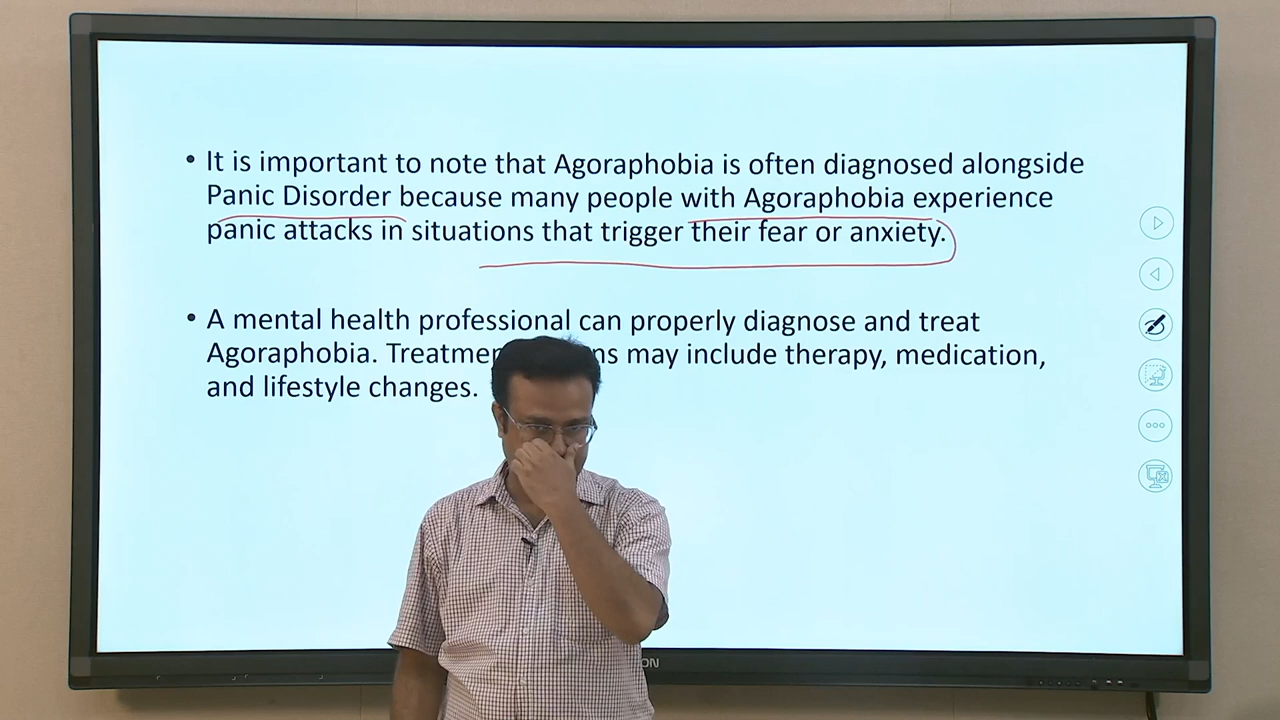 • It is important to note that Agoraphobia is often diagnosed alongside
Panic Disorder because many people with Agoraphobia experience
panic attacks in situations that trigger their fear or anxiety.
• A mental health professional can properly diagnose and treat
Agoraphobia. may include therapy, medication,
and lifestyle changes.